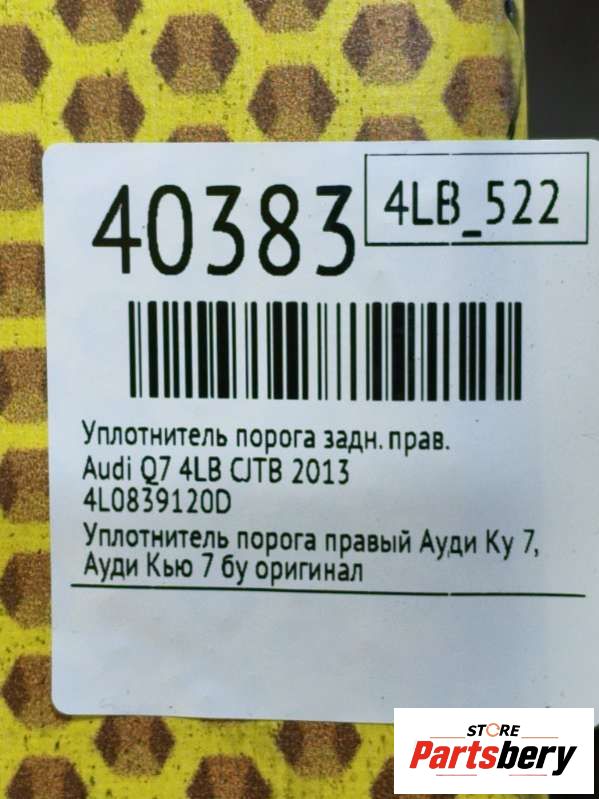 40383
4LB_522
Уплотнитель порога задн. прав.
Audi Q7 4LB CJTB 2013
4L0839120D
Уплотнитель порога правый Ауди Ку 7,
Ауди Кью 7 бу оригинал
STORE
Partsbery